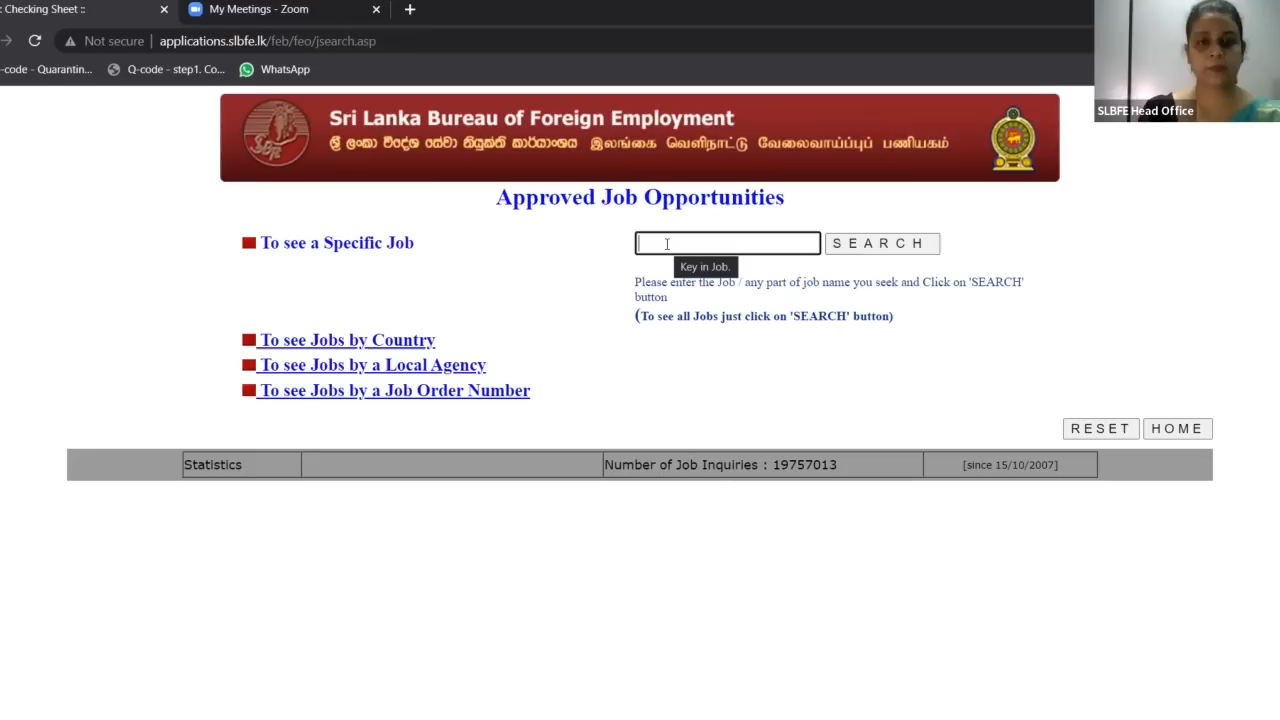 : Checking Sheet ::
My Meetings - Zoom
Not secure
applications.slbfe.lk/feb/feo/jsearch.asp
-code - Quarantin...
Q-code - step1. Co...
WhatsApp
SLBFE Head Office
Sri Lanka Bureau of Foreign Employment
ශ්‍රී ලංකා විදේශ සේවා නියුක්ති කාර්යාංශය இலங்கை வெளிநாட்டு வேலைவாய்ப்புப் பணியகம்
Approved Job Opportunities
To see a Specific Job
SEARCH
Key in Job.
Please enter the Job / any part of job name you seek and Click on 'SEARCH'
button
(To see all Jobs just click on 'SEARCH' button)
To see Jobs by Country
To see Jobs by a Local Agency
To see Jobs by a Job Order Number
RESET
HOME
Statistics
Number of Job Inquiries : 19757013
[since 15/10/2007]